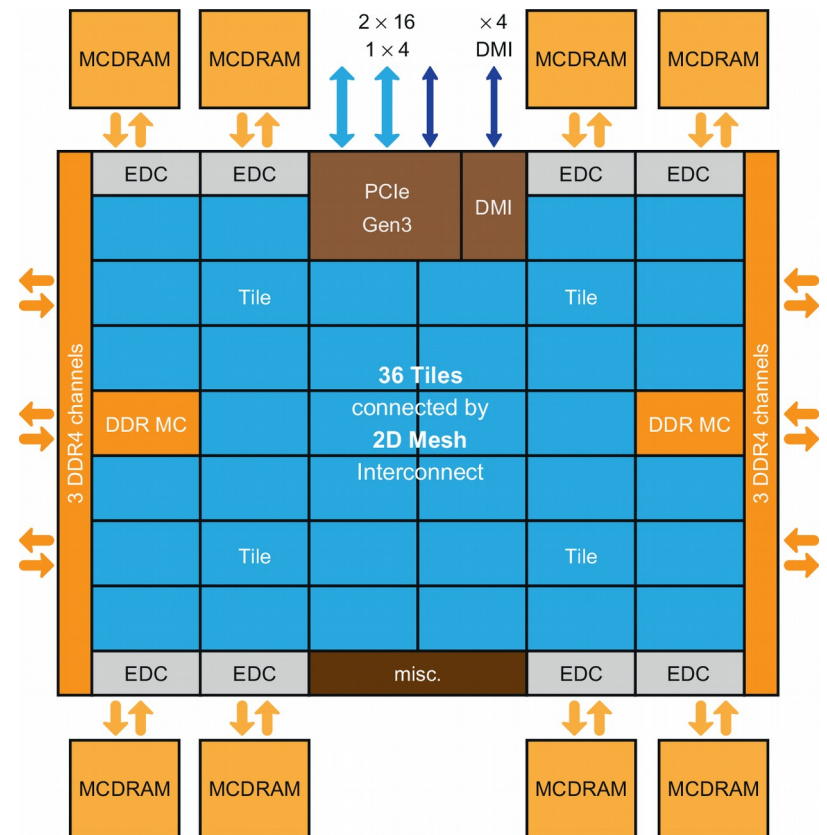 2 × 16
1 × 4
×4
DMI
MCDRAM
MCDRAM
MCDRAM
MCDRAM
EDC
EDC
PCIe
Gen3
DMI
EDC
EDC
Tile
Tile
3 DDR4 channels
36 Tiles
connected by
2D Mesh
Interconnect
DDR MC
DDR MC
3 DDR4 channels
Tile
Tile
EDC
EDC
misc.
EDC
EDC
MCDRAM
MCDRAM
MCDRAM
MCDRAM